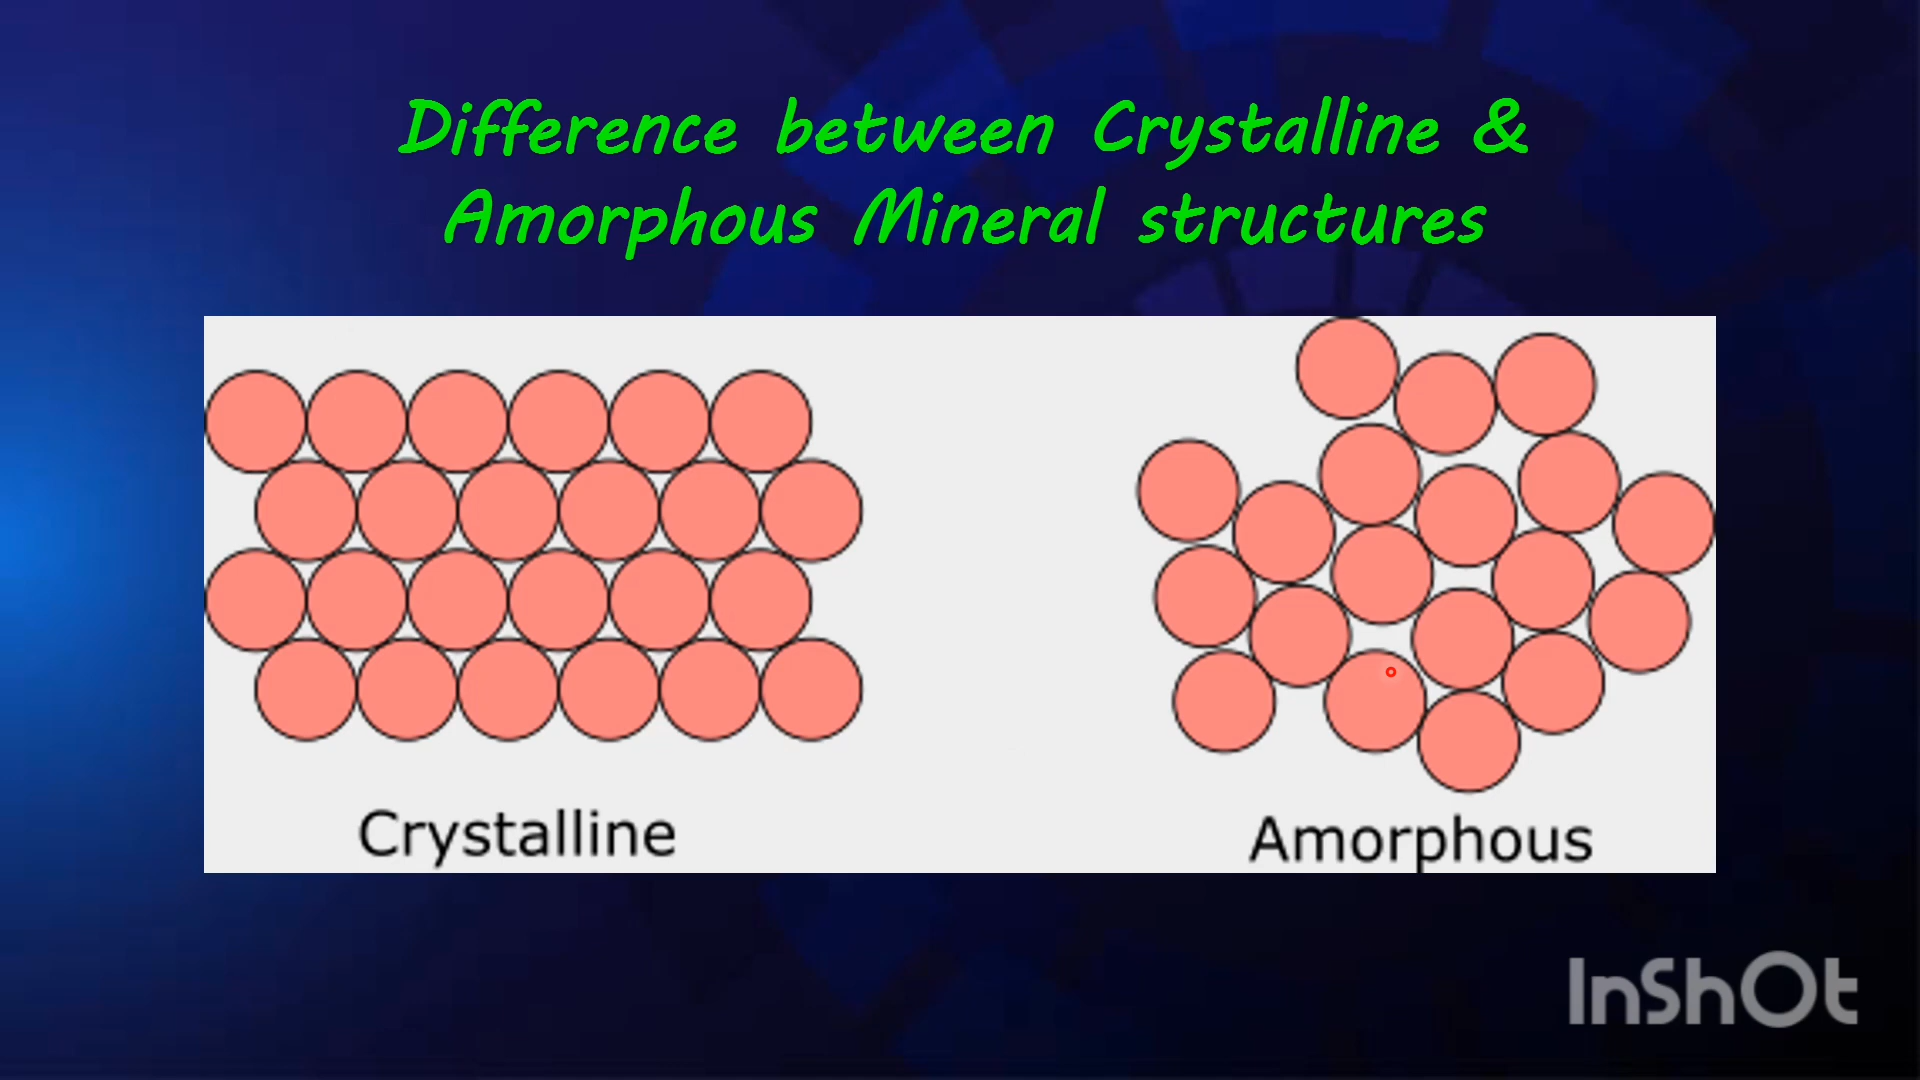 Difference between Crystalline &
Amorphous Mineral structures
Crystalline
Amorphous
InShOt